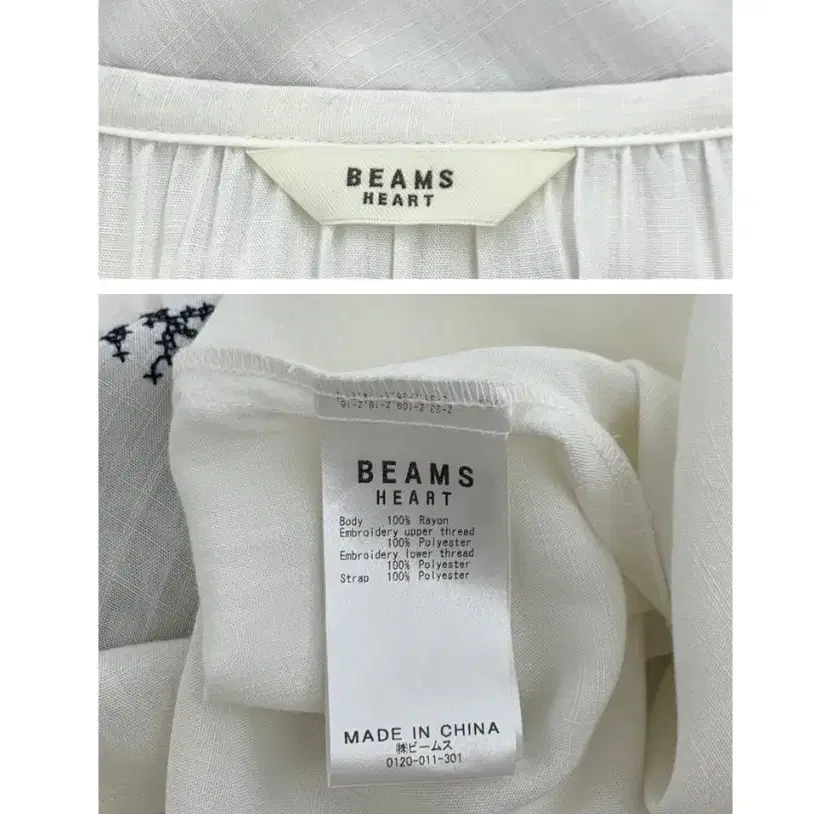 BEAMS
HEART
BEAMS
HEART
Body 100% Rayon
Embroidery upper thread
100% Polyester
Embroidery lower thread
100% Polyester
Strap 100% Polyester
MADE IN CHINA
㈱ビームス
0120-011-301